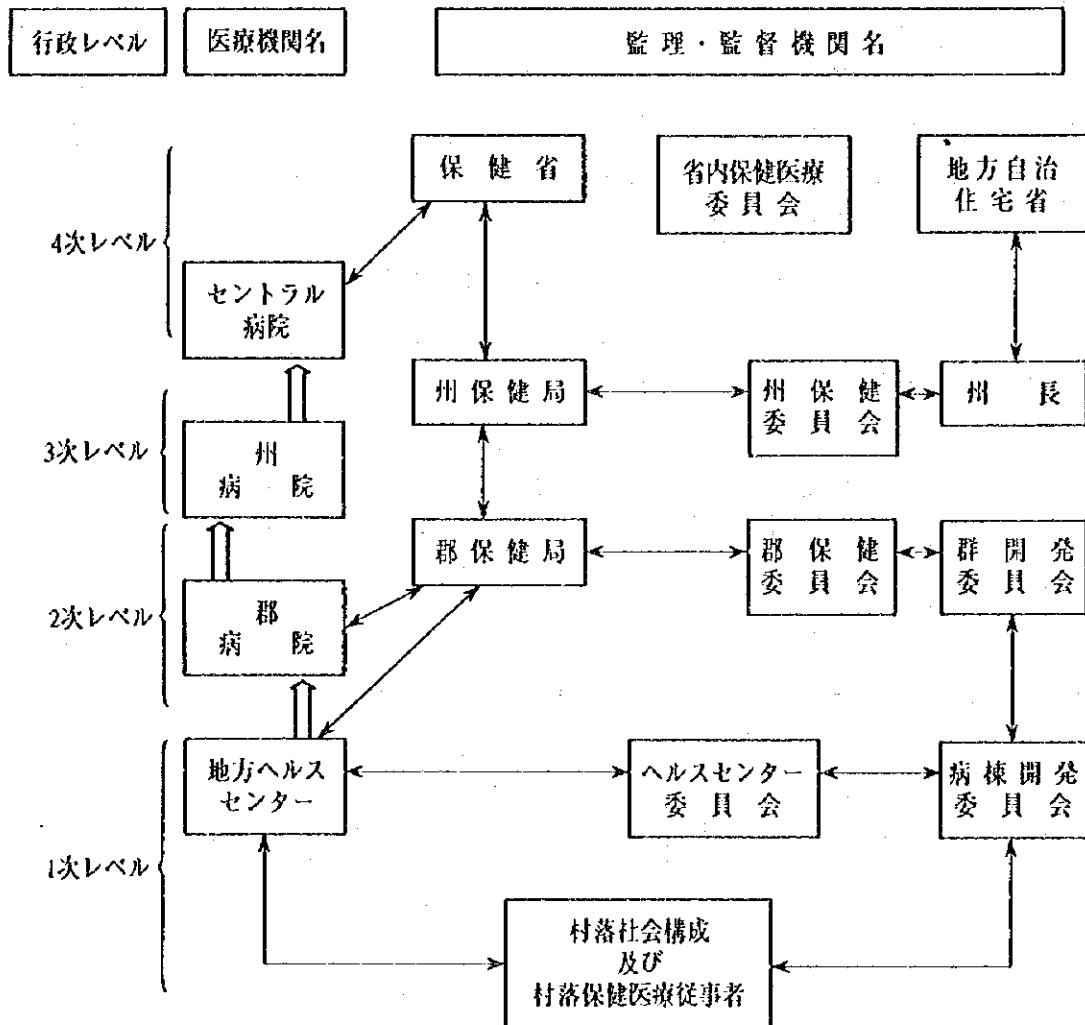 行政レベル
医療機関名
監理・監督機関名
4次レベル
保健省
省内保健医療
委員会
地方自治
住宅省
セントラル
病院
3次レベル
州保健局
州保健
委員会
州長
州
病院
2次レベル
郡保健局
郡保健
委員会
群開発
委員会
郡
病院
1次レベル
地方ヘルス
センター
ヘルスセンター
委員会
病棟開発
委員会
村落社会構成
及び
村落保健医療従事者